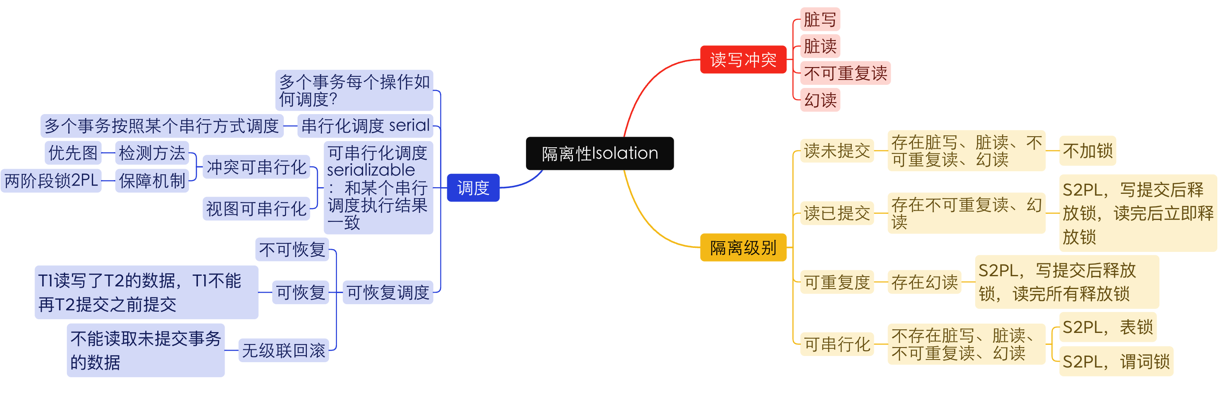 隔离性Isolation
读写冲突
脏写
脏读
不可重复读
幻读
隔离级别
读未提交
存在脏写、脏读、不
可重复读、幻读
不加锁
读已提交
存在不可重复读、幻
读
S2PL，写提交后释
放锁，读完后立即释
放锁
可重复度
存在幻读
S2PL，写提交后释放
锁，读完所有释放锁
可串行化
不存在脏写、脏读、
不可重复读、幻读
S2PL，表锁
S2PL，谓词锁
调度
多个事务每个操作如
何调度？
串行化调度 serial
多个事务按照某个串行方式调度
可串行化调度
serializable
：和某个串行
调度执行结果
一致
冲突可串行化
检测方法
优先图
保障机制
两阶段锁2PL
视图可串行化
可恢复调度
不可恢复
可恢复
T1读写了T2的数据，T1不能
再T2提交之前提交
无级联回滚
不能读取未提交事务
的数据